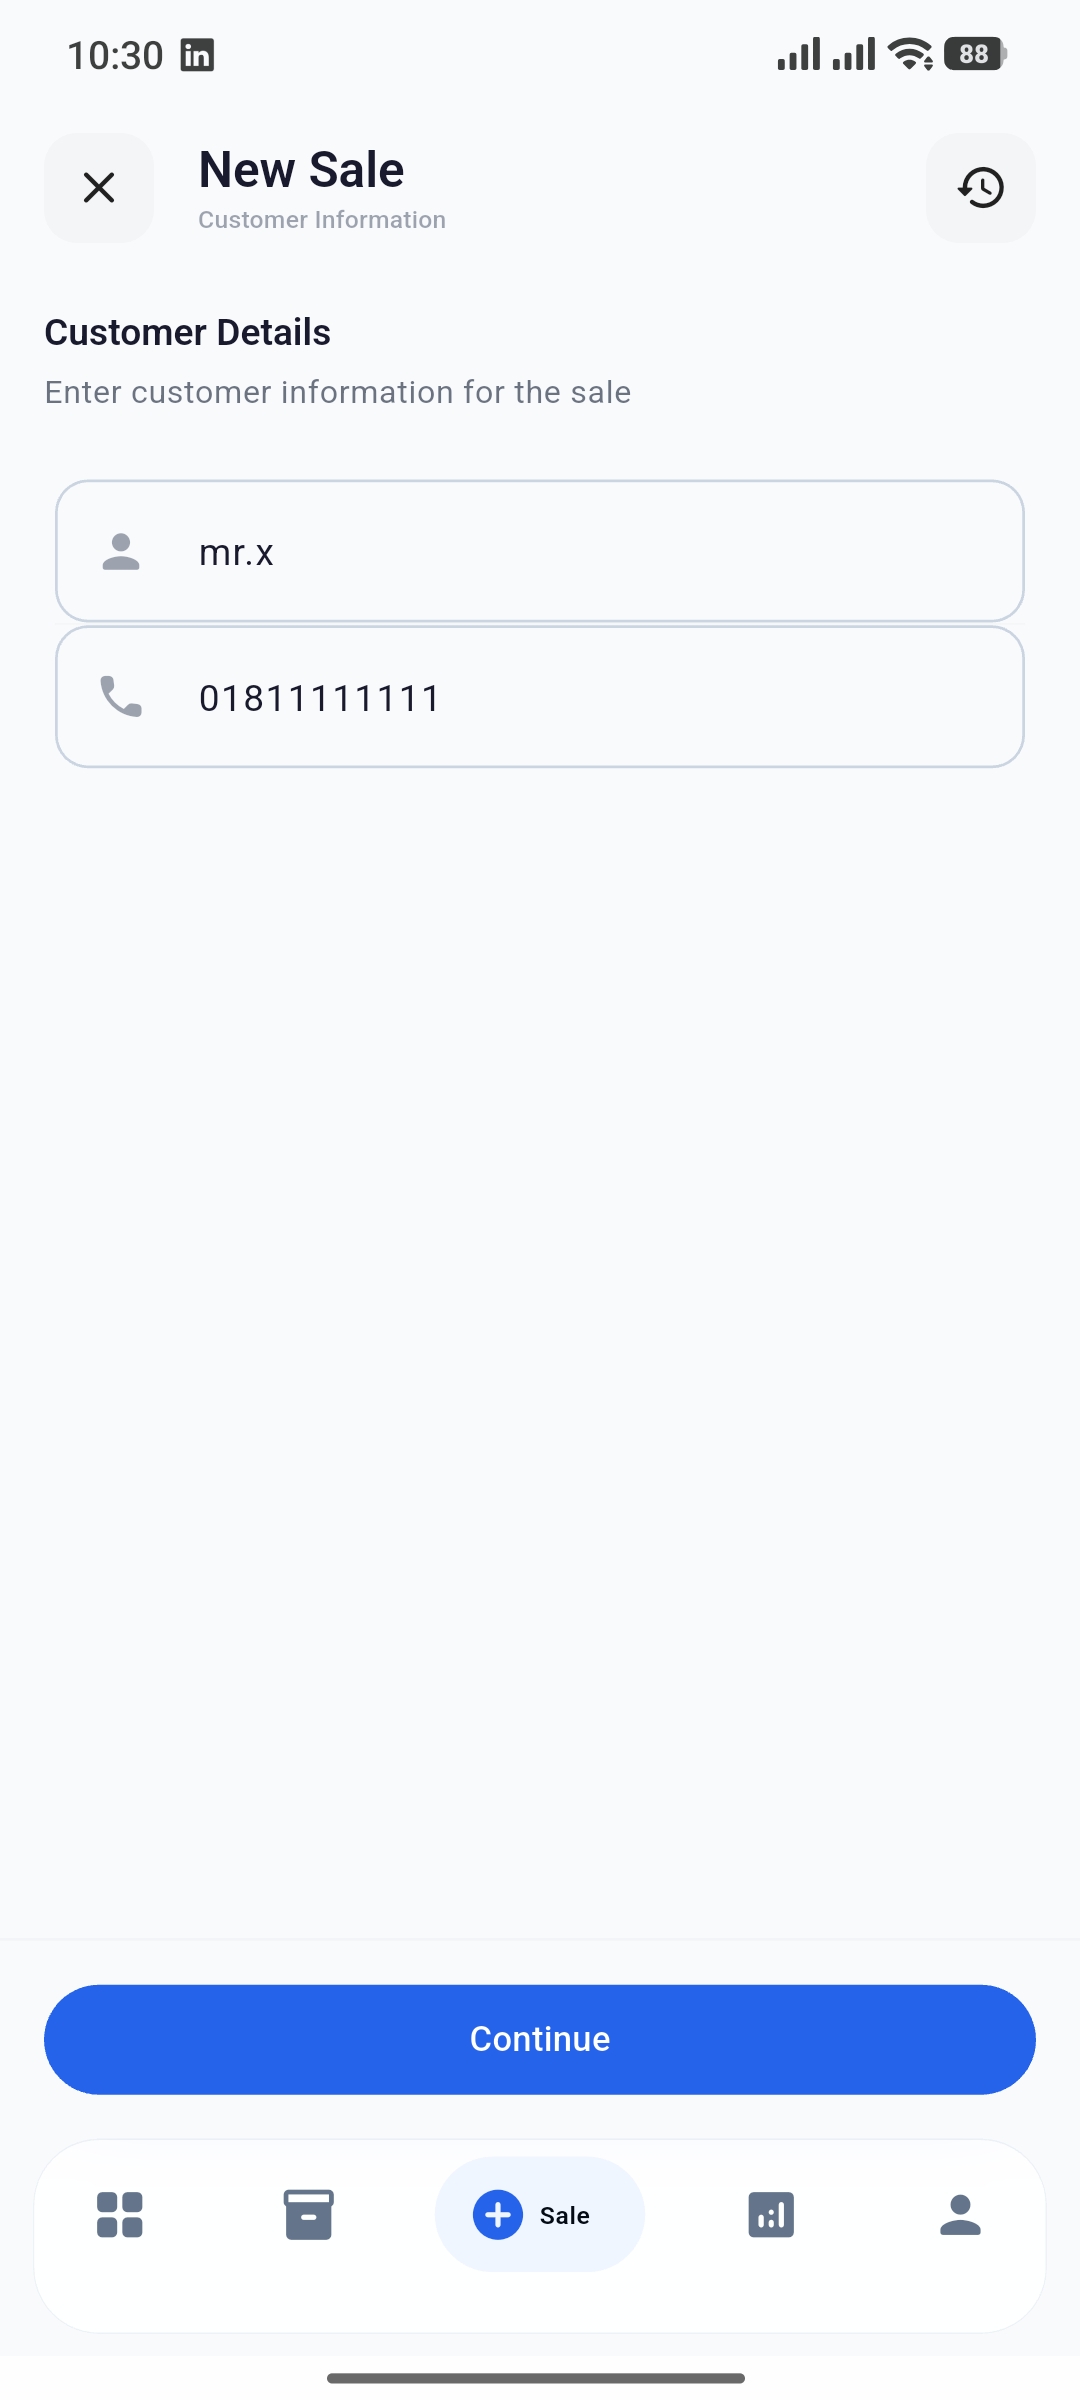 10:30 in
88
New Sale
Customer Information
Customer Details
Enter customer information for the sale
mr.x
01811111111
Continue
Sale